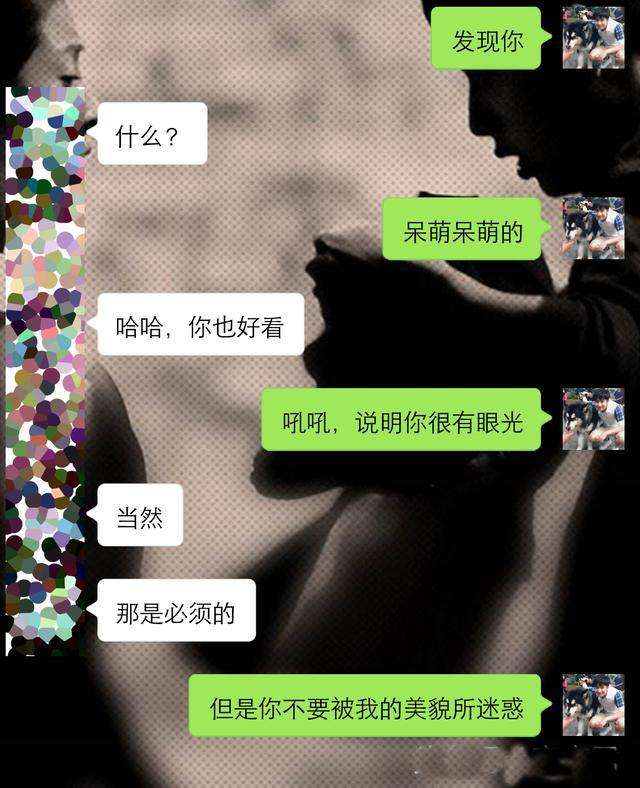 发现你
什么？
呆萌呆萌的
哈哈，你也好看
吼吼，说明你很有眼光
当然
那是必须的
但是你不要被我的美貌所迷惑